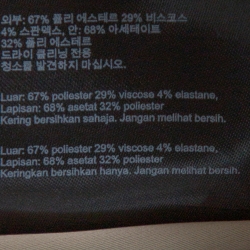 외부: 67% 폴리 에스테르 29% 비스코스
4% 스판덱스, 안: 68% 아세테이트
32% 폴리 에스테르
드라이 클리닝 전용
청소를 발견하지 마십시오.
Luar: 67% poliester 29% viscose 4% elastane,
Lapisan: 68% asetat 32% poliester
Kering bersihkan sahaja. Jangan melihat bersih.
Luar: 67% poliester 29% viscose 4% elastane,
Lapisan: 68% asetat 32% poliester
Keringkan bersihkan hanya. Jangan melihat bersih.